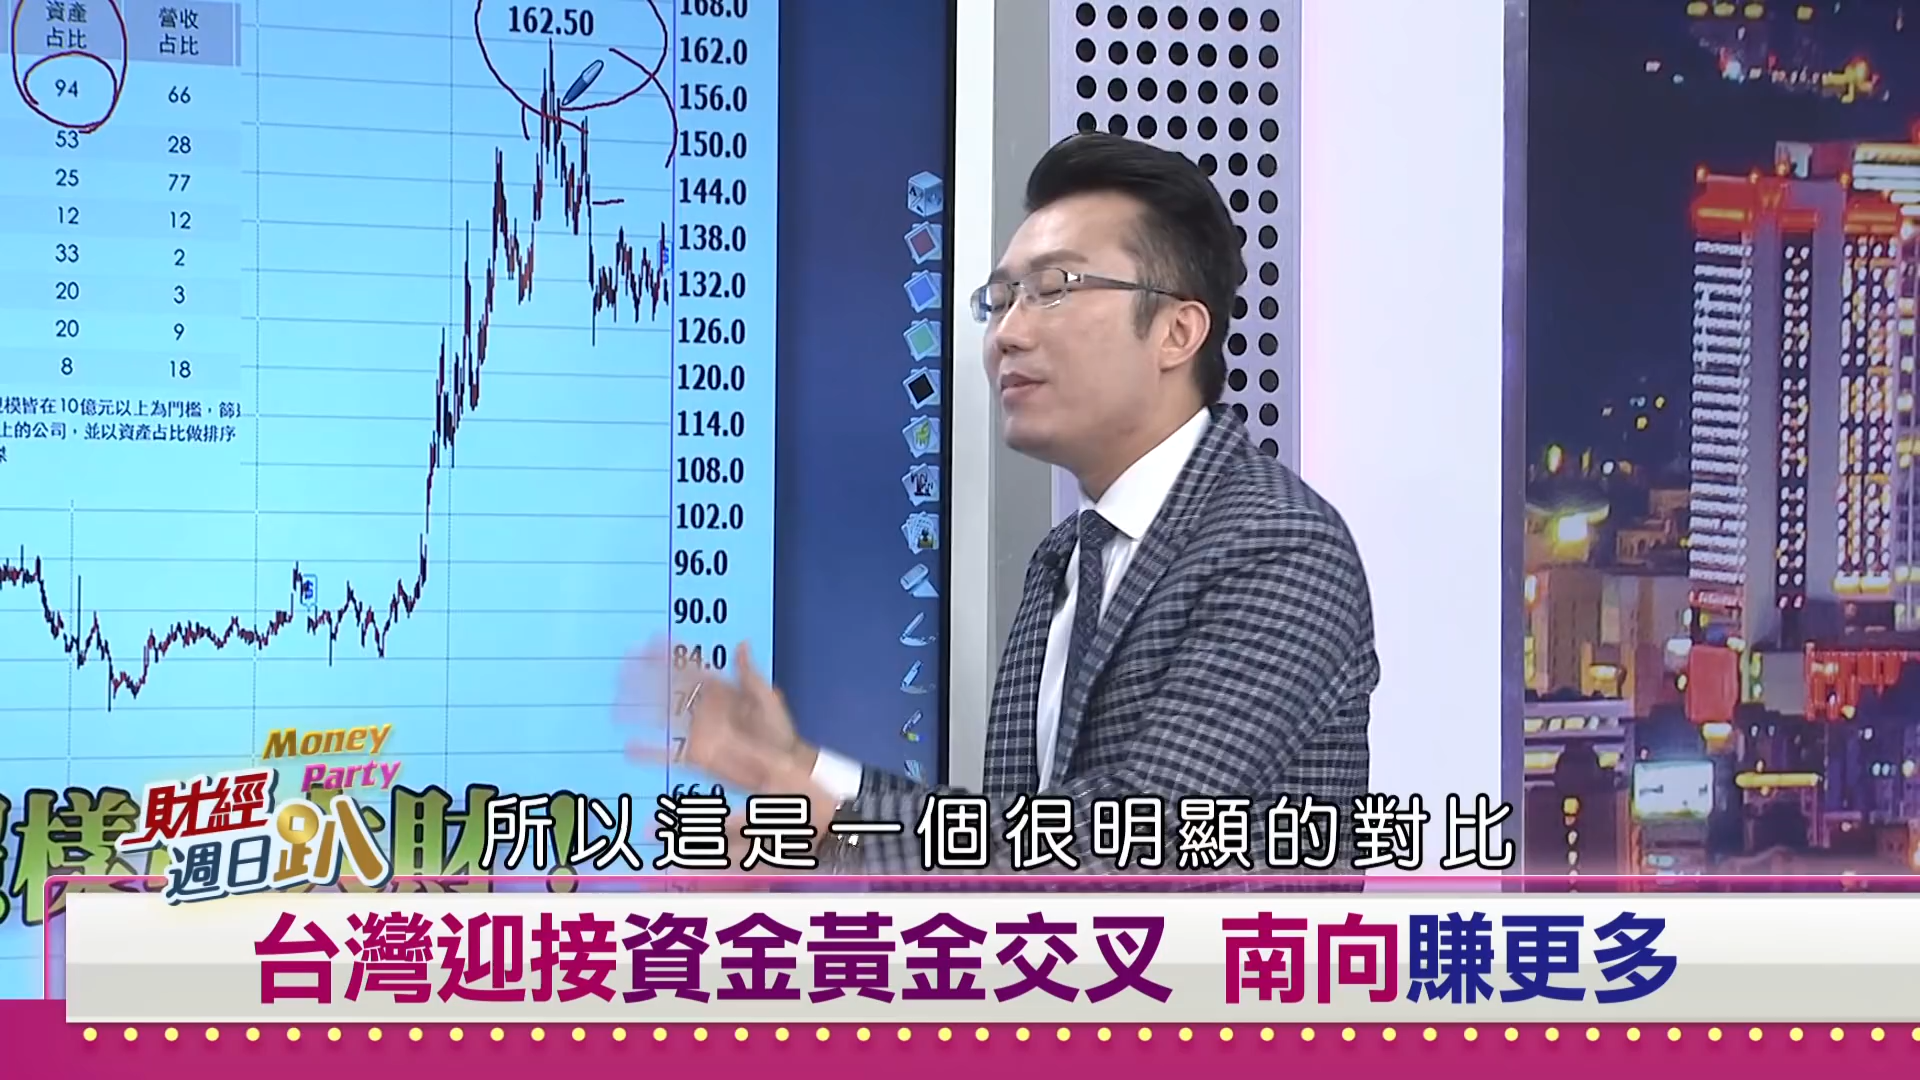 資產 營收
占比 占比
94 66
53 28
25 77
12 12
33 2
20 3
20 9
8 18
模皆在10億元以上為門檻，篩
上的公司，並以資產占比做排序
162.50
168.0
162.0
156.0
150.0
144.0
138.0
132.0
126.0
120.0
114.0
108.0
102.0
96.0
90.0
84.0
66.0
Money
Party
財經
週日趴
樣 財！
所以這是一個很明顯的對比
台灣迎接資金黃金交叉 南向賺更多